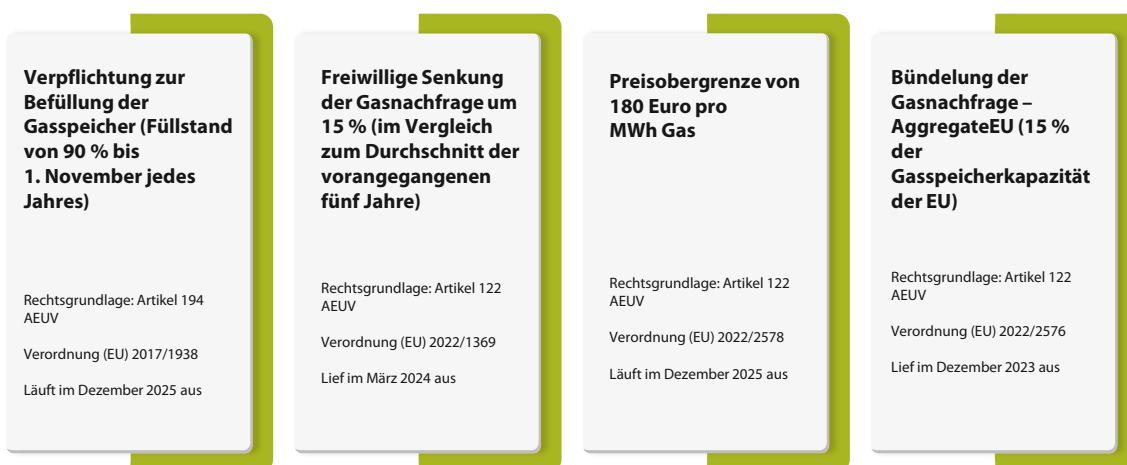 Verpflichtung zur
Befüllung der
Gasspeicher (Füllstand
von 90 % bis
1. November jedes
Jahres)
Rechtsgrundlage: Artikel 194
AEUV
Verordnung (EU) 2017/1938
Läuft im Dezember 2025 aus
Freiwillige Senkung
der Gasnachfrage um
15 % (im Vergleich
zum Durchschnitt der
vorangegangenen
fünf Jahre)
Rechtsgrundlage: Artikel 122
AEUV
Verordnung (EU) 2022/1369
Lief im März 2024 aus
Preisobergrenze von
180 Euro pro
MWh Gas
Rechtsgrundlage: Artikel 122
AEUV
Verordnung (EU) 2022/2578
Läuft im Dezember 2025 aus
Bündelung der
Gasnachfrage –
AggregateEU (15 %
der
Gasspeicherkapazität
der EU)
Rechtsgrundlage: Artikel 122
AEUV
Verordnung (EU) 2022/2576
Lief im Dezember 2023 aus